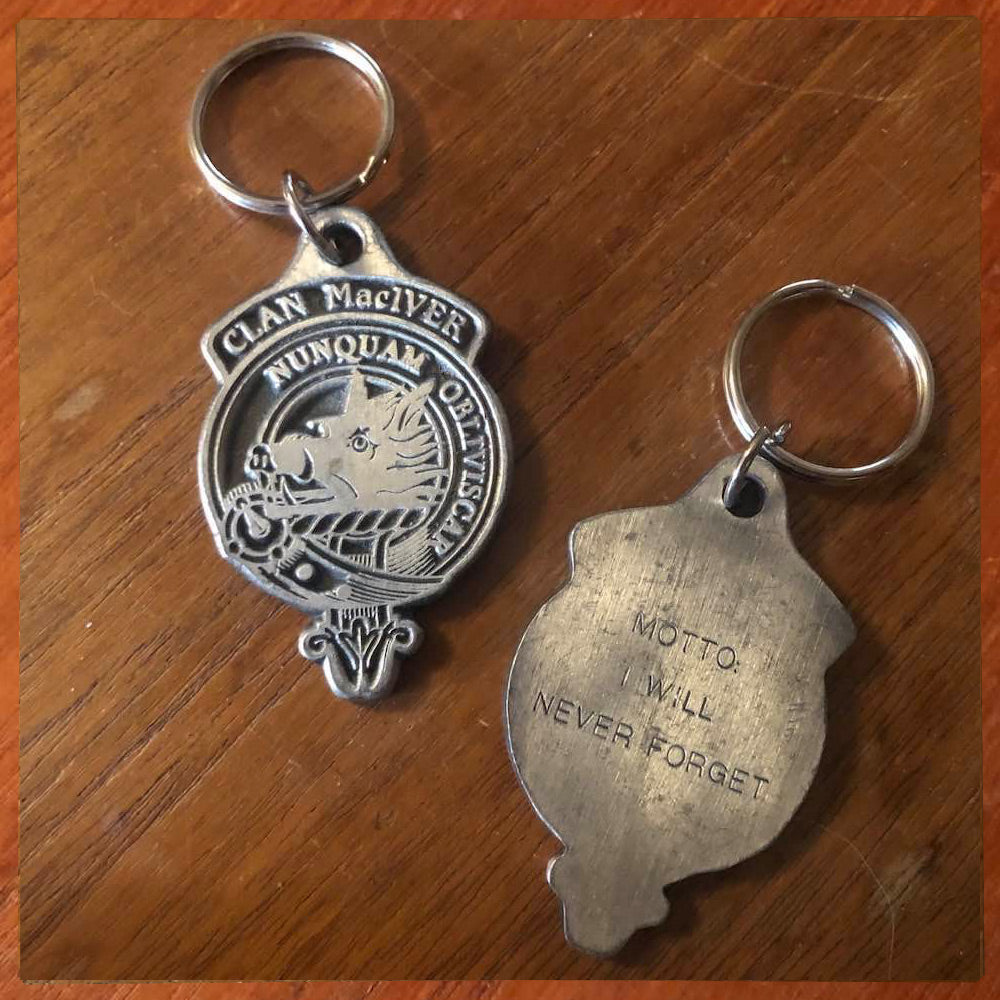 CLAN MacIVER
NUNQUAM OBLIVISCAR
MOTTO:
I WILL
NEVER FORGET